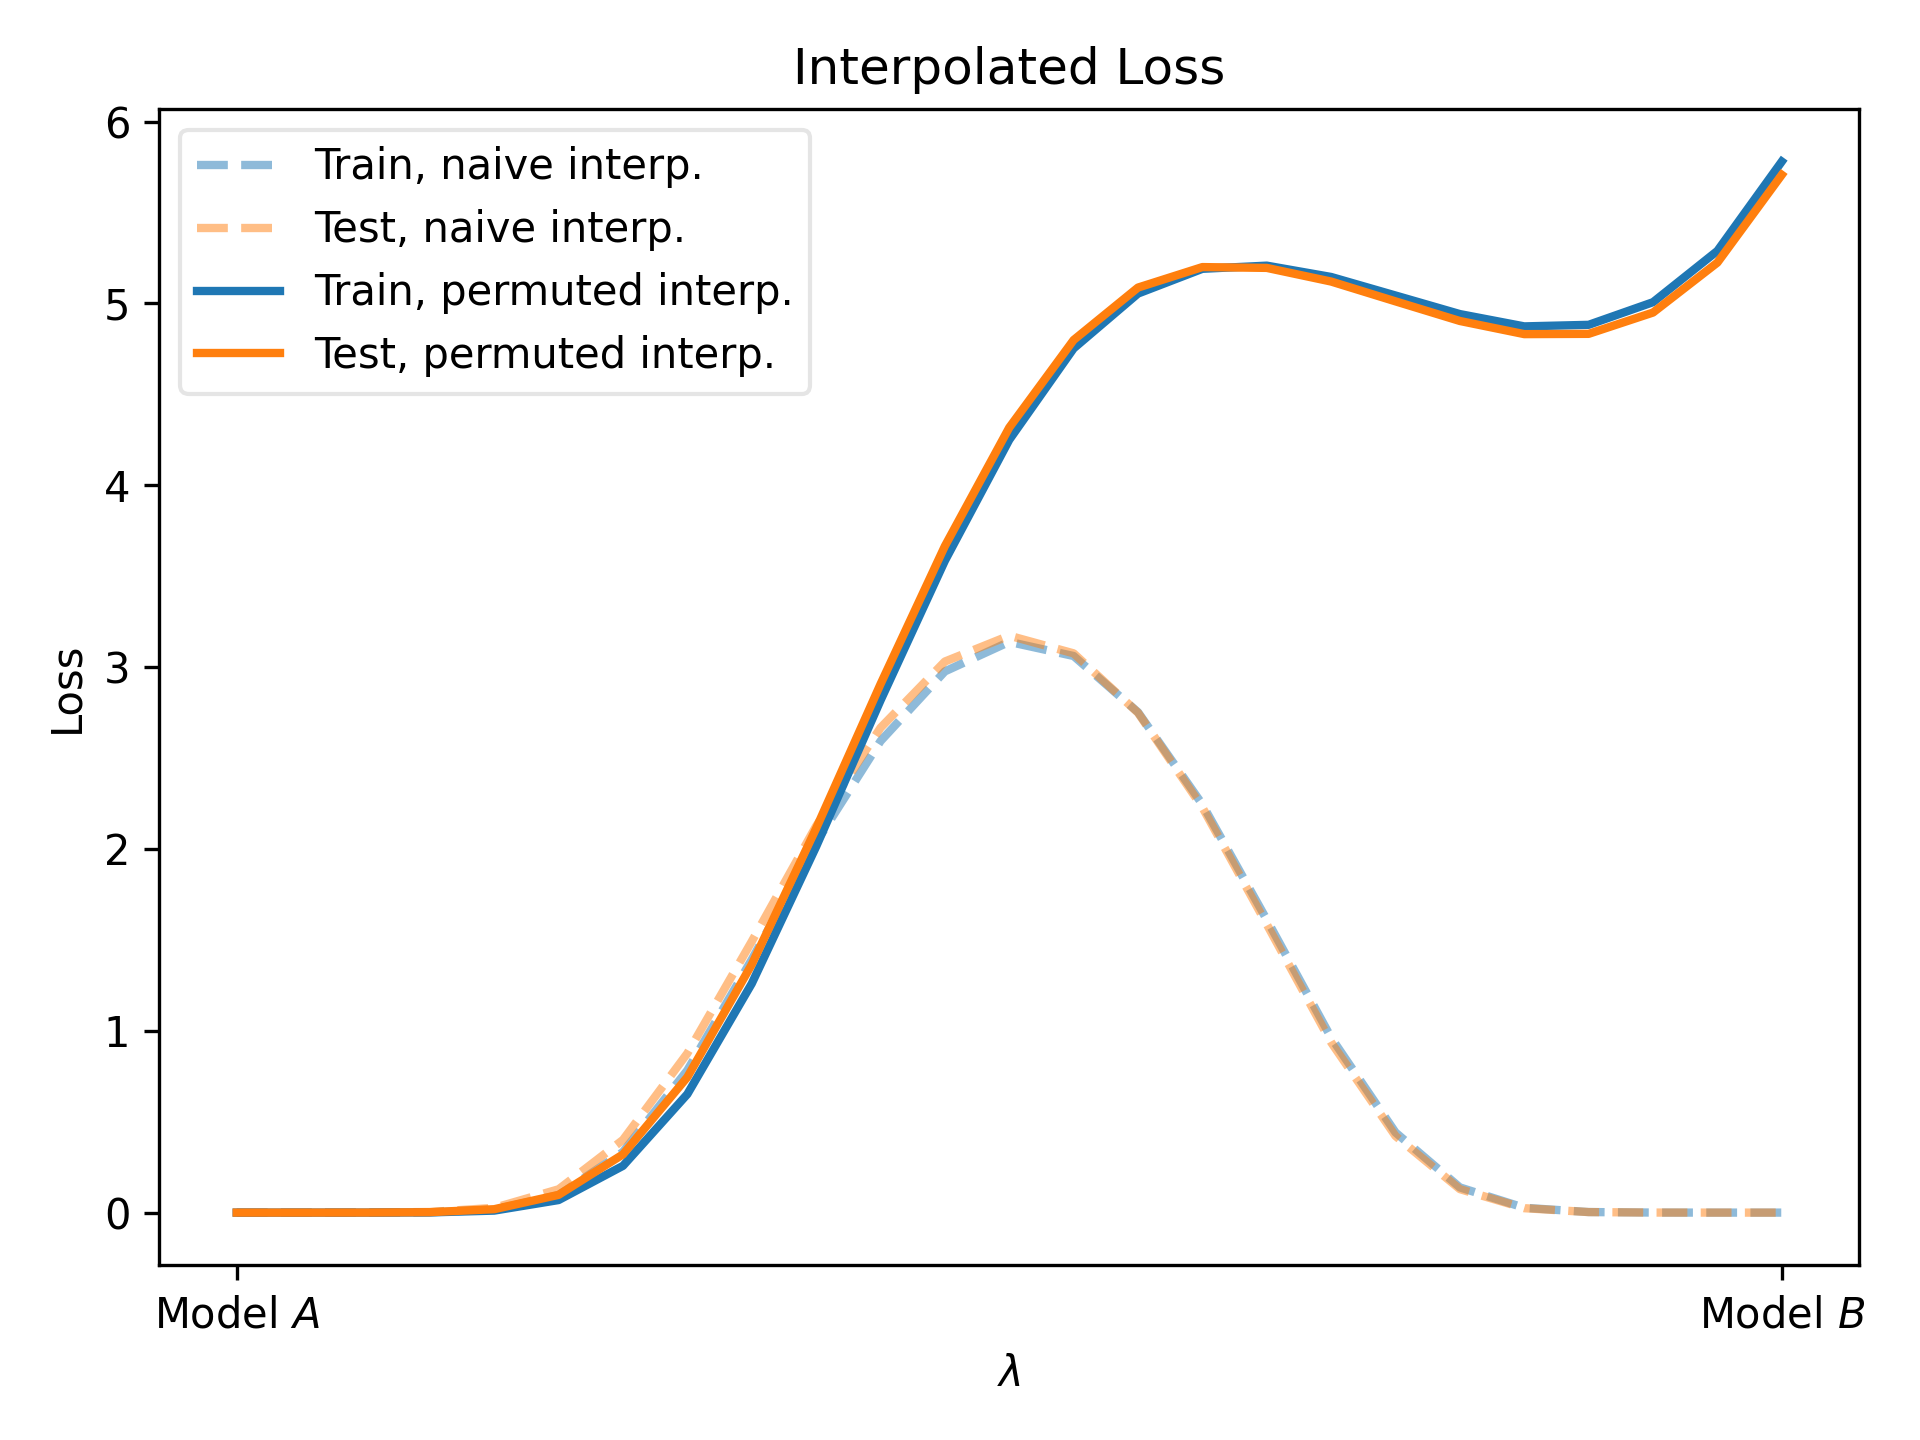 Interpolated Loss
6
5
4
3
2
1
0
Loss
Train, naive interp.
Test, naive interp.
Train, permuted interp.
Test, permuted interp.
Model A
Model B
λ